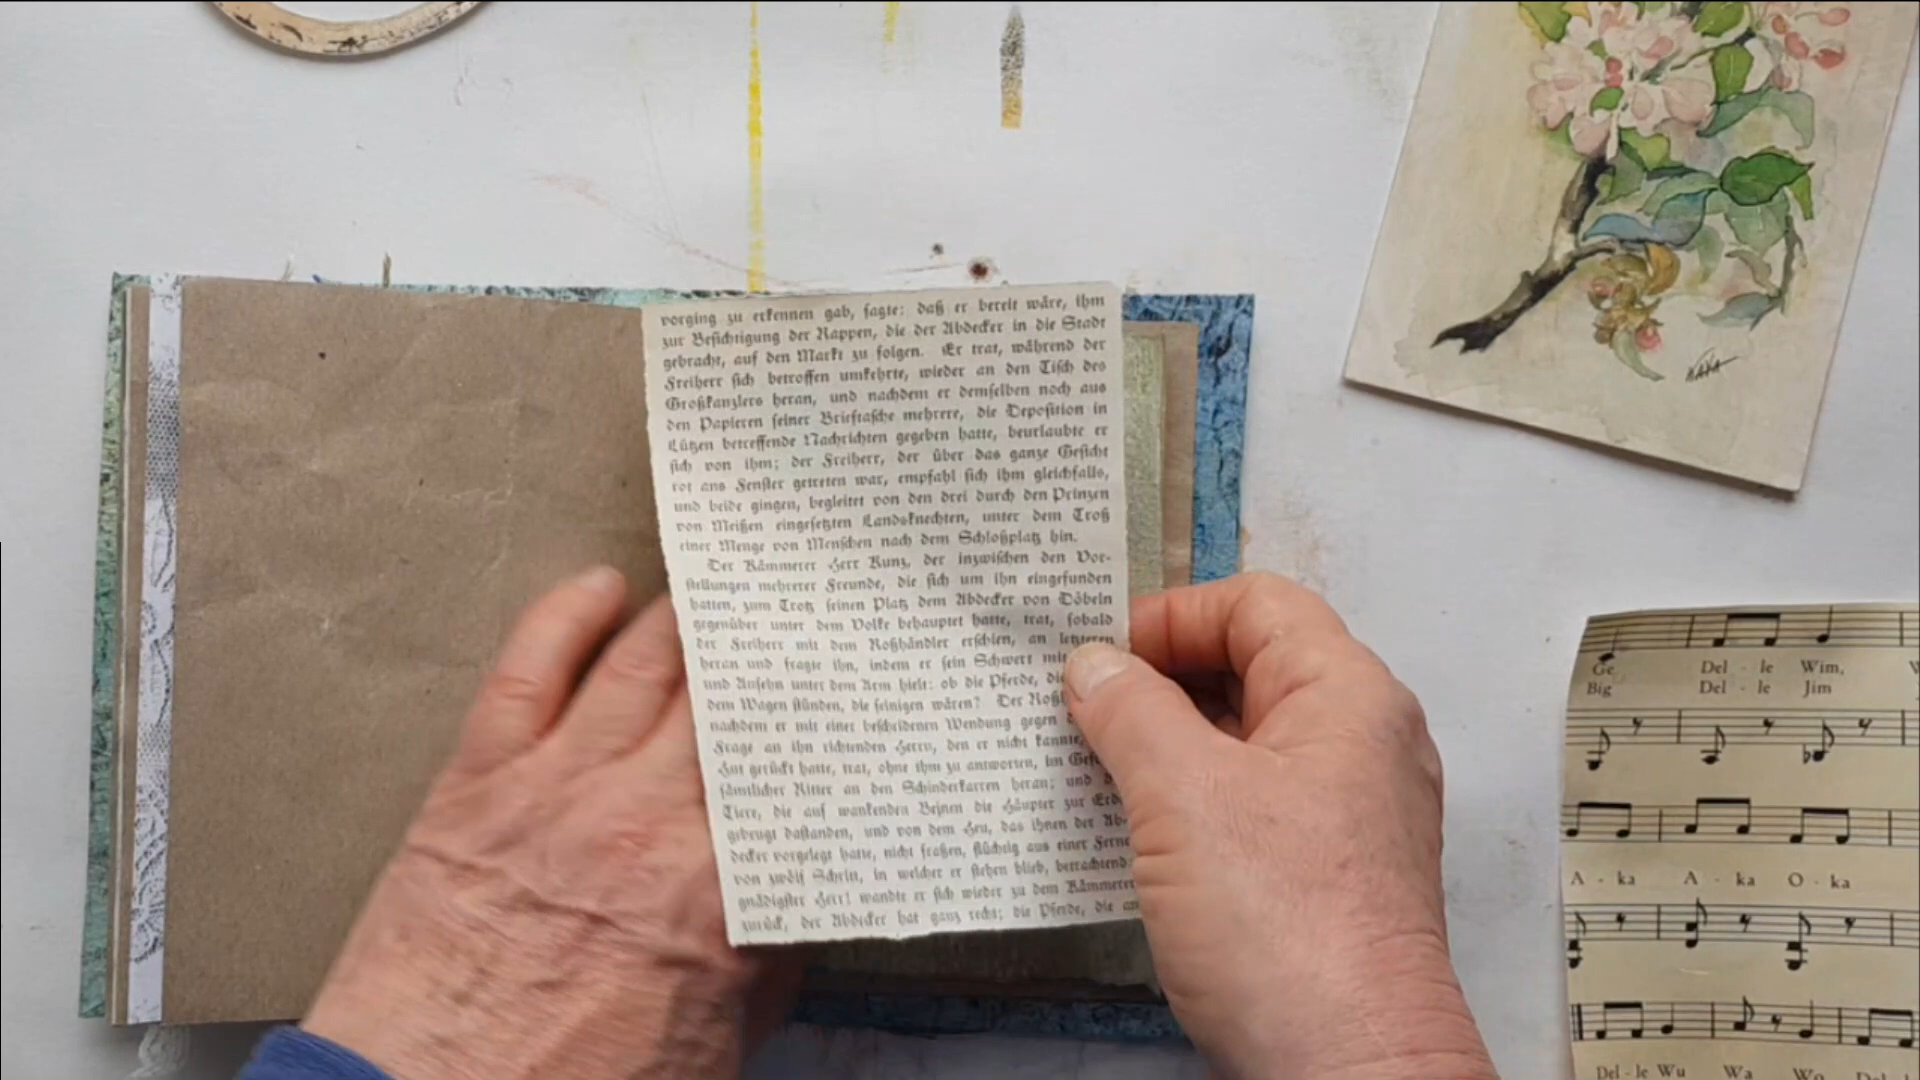 vorging zu erkennen gab, sagte: daß er bereit wäre, ihm
zur Besichtigung der Rappen, die der Abdecker in die Stadt
gebracht, auf den Markt zu folgen. Er trat, während der
Freiherr sich betroffen umkehrte, wieder an den Tisch des
Großkanzlers heran, und nachdem er demselben noch aus
den Papieren seiner Brieftasche mehrere, die Deposition in
Lützen betreffende Nachrichten gegeben hatte, beurlaubte er
sich von ihm; der Freiherr, der über das ganze Gesicht
rot ans Fenster getreten war, empfahl sich ihm gleichfalls,
und beide gingen, begleitet von den drei durch den Prinzen
von Meißen eingesetzten Landsknechten, unter dem Troß
einer Menge von Menschen nach dem Schloßplatz hin.
Der Kämmerer Herr Kunz, der inzwischen den Vor-
stellungen mehrerer Freunde, die sich um ihn eingefunden
hatten, zum Trotz seinen Platz dem Abdecker von Döbeln
gegenüber unter dem Volke behauptet hatte, trat, sobald
der Freiherr mit dem Roßhändler erschien, an letzteren
heran und fragte ihn, indem er sein Schwert mit
und Ansehn unter dem Arm hielt: ob die Pferde, die
dem Wagen stünden, die seinigen wären? Der Roßh
nachdem er mit einer bescheidenen Wendung gegen d
Frage an ihn richtenden Herrn, den er nicht kannte,
Hut gerückt hatte, trat, ohne ihm zu antworten, im Gef
sämtlicher Ritter an den Schinderkarren heran; und d
Tiere, die auf wankenden Beinen die Häupter zur Erd
gebeugt dastanden, und von dem Heu, das ihnen der Ab-
decker vorgelegt hatte, nicht fraßen, flüchtig aus einer Ferne
von zwölf Schritt, in welcher er stehen blieb, betrachtend:
gnädigster Herr! wandte er sich wieder zu dem Kämmerer
zurück, der Abdecker hat ganz recht; die Pferde, die an
Ge Del - le Wim,
Big Del - le Jim
A - ka A - ka O - ka
Del - le Wu Wa Wo